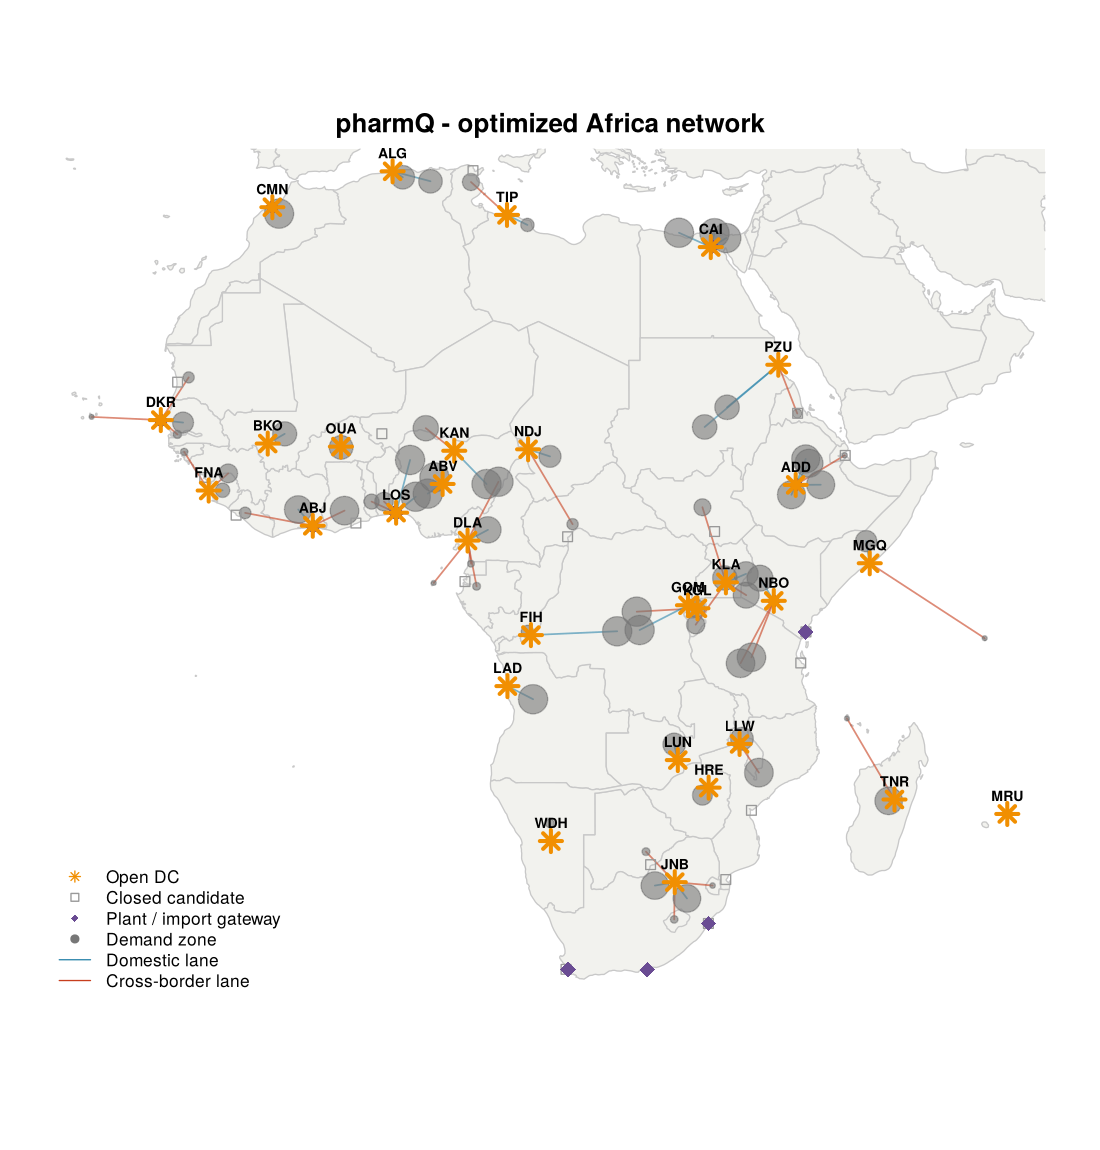 pharmQ - optimized Africa network
ALG
CMN
TIP
CAI
PZU
DKR
BKO
OUA
KAN
NDJ
FNA
ABV
ADD
LOS
ABJ
DLA
MGQ
KLA
NBO
GOM
KGL
FIH
LAD
LLW
LUN
HRE
TNR
MRU
WDH
JNB
Open DC
Closed candidate
Plant / import gateway
Demand zone
Domestic lane
Cross-border lane